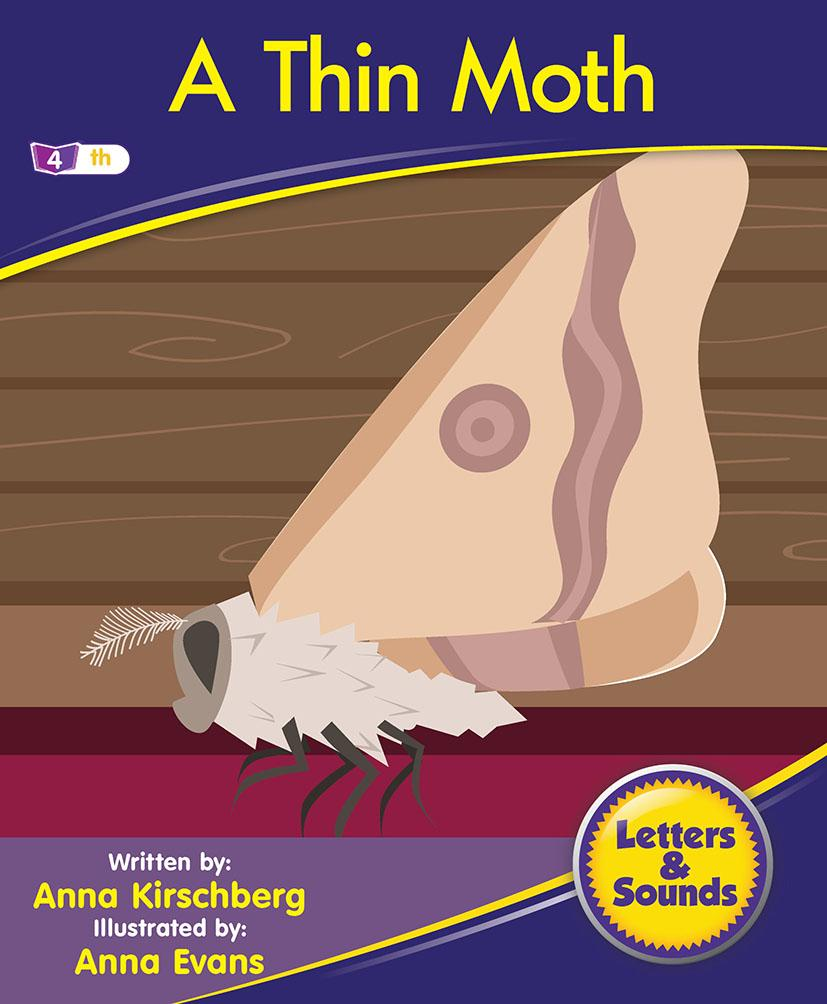 A Thin Moth
4 th
Written by:
Anna Kirschberg
Illustrated by:
Anna Evans
Letters
&
Sounds